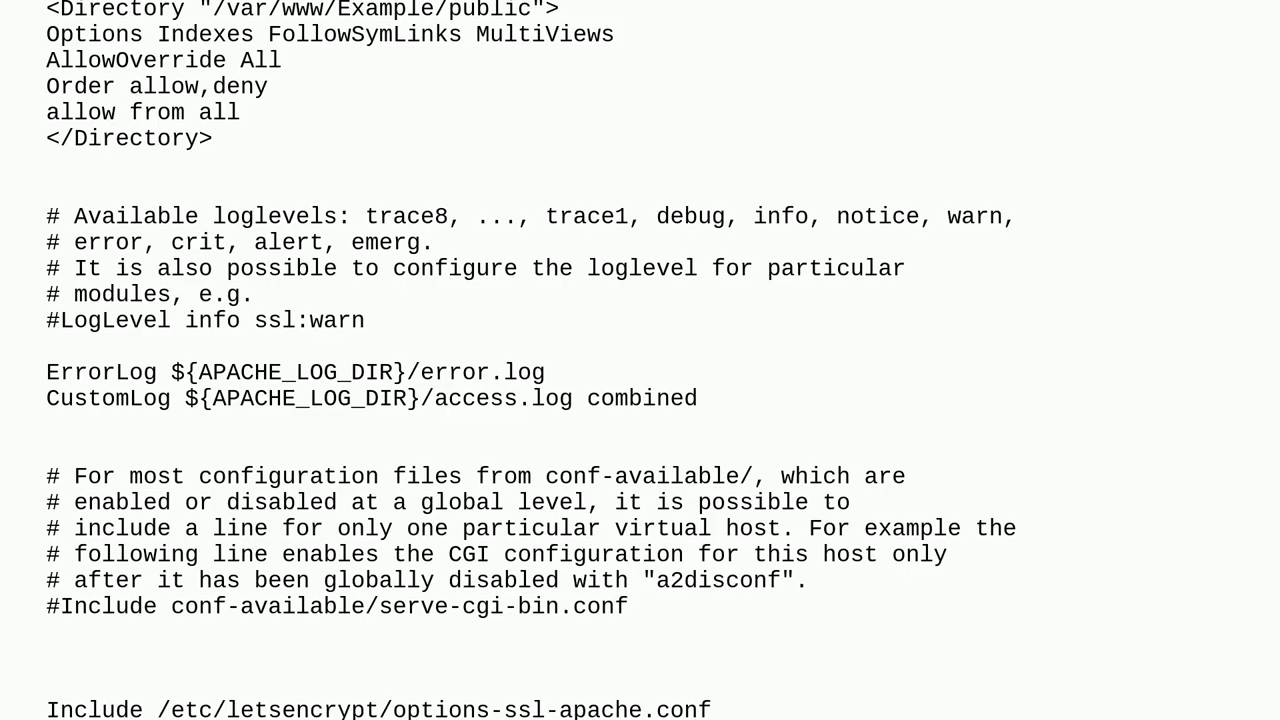 <Directory "/var/www/Example/public">
Options Indexes FollowSymLinks MultiViews
AllowOverride All
Order allow,deny
allow from all
</Directory>
# Available loglevels: trace8, ..., trace1, debug, info, notice, warn,
# error, crit, alert, emerg.
# It is also possible to configure the loglevel for particular
# modules, e.g.
#LogLevel info ssl:warn
ErrorLog ${APACHE_LOG_DIR}/error.log
CustomLog ${APACHE_LOG_DIR}/access.log combined
# For most configuration files from conf-available/, which are
# enabled or disabled at a global level, it is possible to
# include a line for only one particular virtual host. For example the
# following line enables the CGI configuration for this host only
# after it has been globally disabled with "a2disconf".
#Include conf-available/serve-cgi-bin.conf
Include /etc/letsencrypt/options-ssl-apache.conf